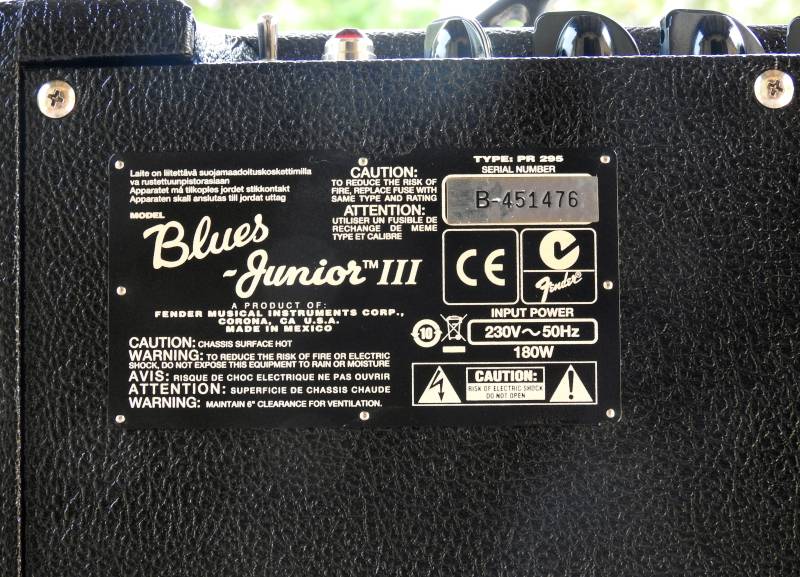 Laite on liitettävä suojamaadoituskoskettimilla
va rustettuunpistorasiaan
Apparatet må tilkoples jordet stikkontakt
Apparaten skall anslutas till jordat uttag
MODEL
Blues
Junior™ III
A PRODUCT OF:
FENDER MUSICAL INSTRUMENTS CORP.,
CORONA, CA U.S.A.
MADE IN MEXICO
CAUTION: CHASSIS SURFACE HOT
WARNING: TO REDUCE THE RISK OF FIRE OR ELECTRIC
SHOCK, DO NOT EXPOSE THIS EQUIPMENT TO RAIN OR MOISTURE
AVIS: RISQUE DE CHOC ELECTRIQUE NE PAS OUVRIR
ATTENTION: SUPERFICIE DE CHASSIS CHAUDE
WARNING: MAINTAIN 6" CLEARANCE FOR VENTILATION.
CAUTION:
TO REDUCE THE RISK OF
FIRE, REPLACE FUSE WITH
SAME TYPE AND RATING
ATTENTION:
UTILISER UN FUSIBLE DE
RECHANGE DE MEME
TYPE ET CALIBRE
TYPE: PR 295
SERIAL NUMBER
B-451476
CE
Fender®
INPUT POWER
10
230V~50Hz
180W
CAUTION:
RISK OF ELECTRIC SHOCK
DO NOT OPEN
!